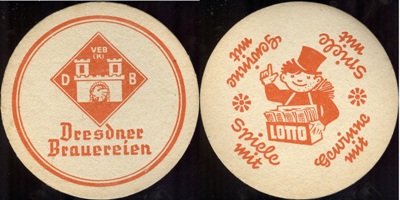 VEB
(K)
D B
Dresdner
Brauereien
Spiele
mit
Gewinne
mit
LOTTO
Spiele
mit
Gewinne
mit